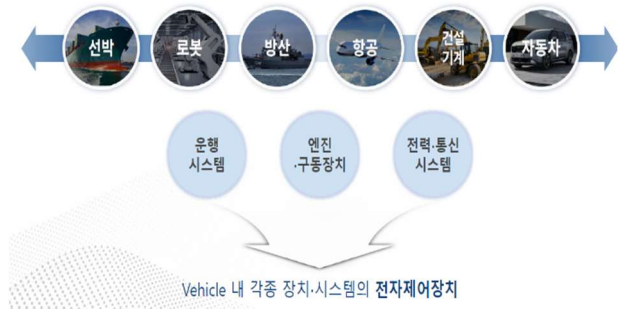 선박 로봇 방산 항공 건설 기계 자동차
운행 시스템
엔진 ·구동장치
전력·통신 시스템
Vehicle 내 각종 장치·시스템의 전자제어장치